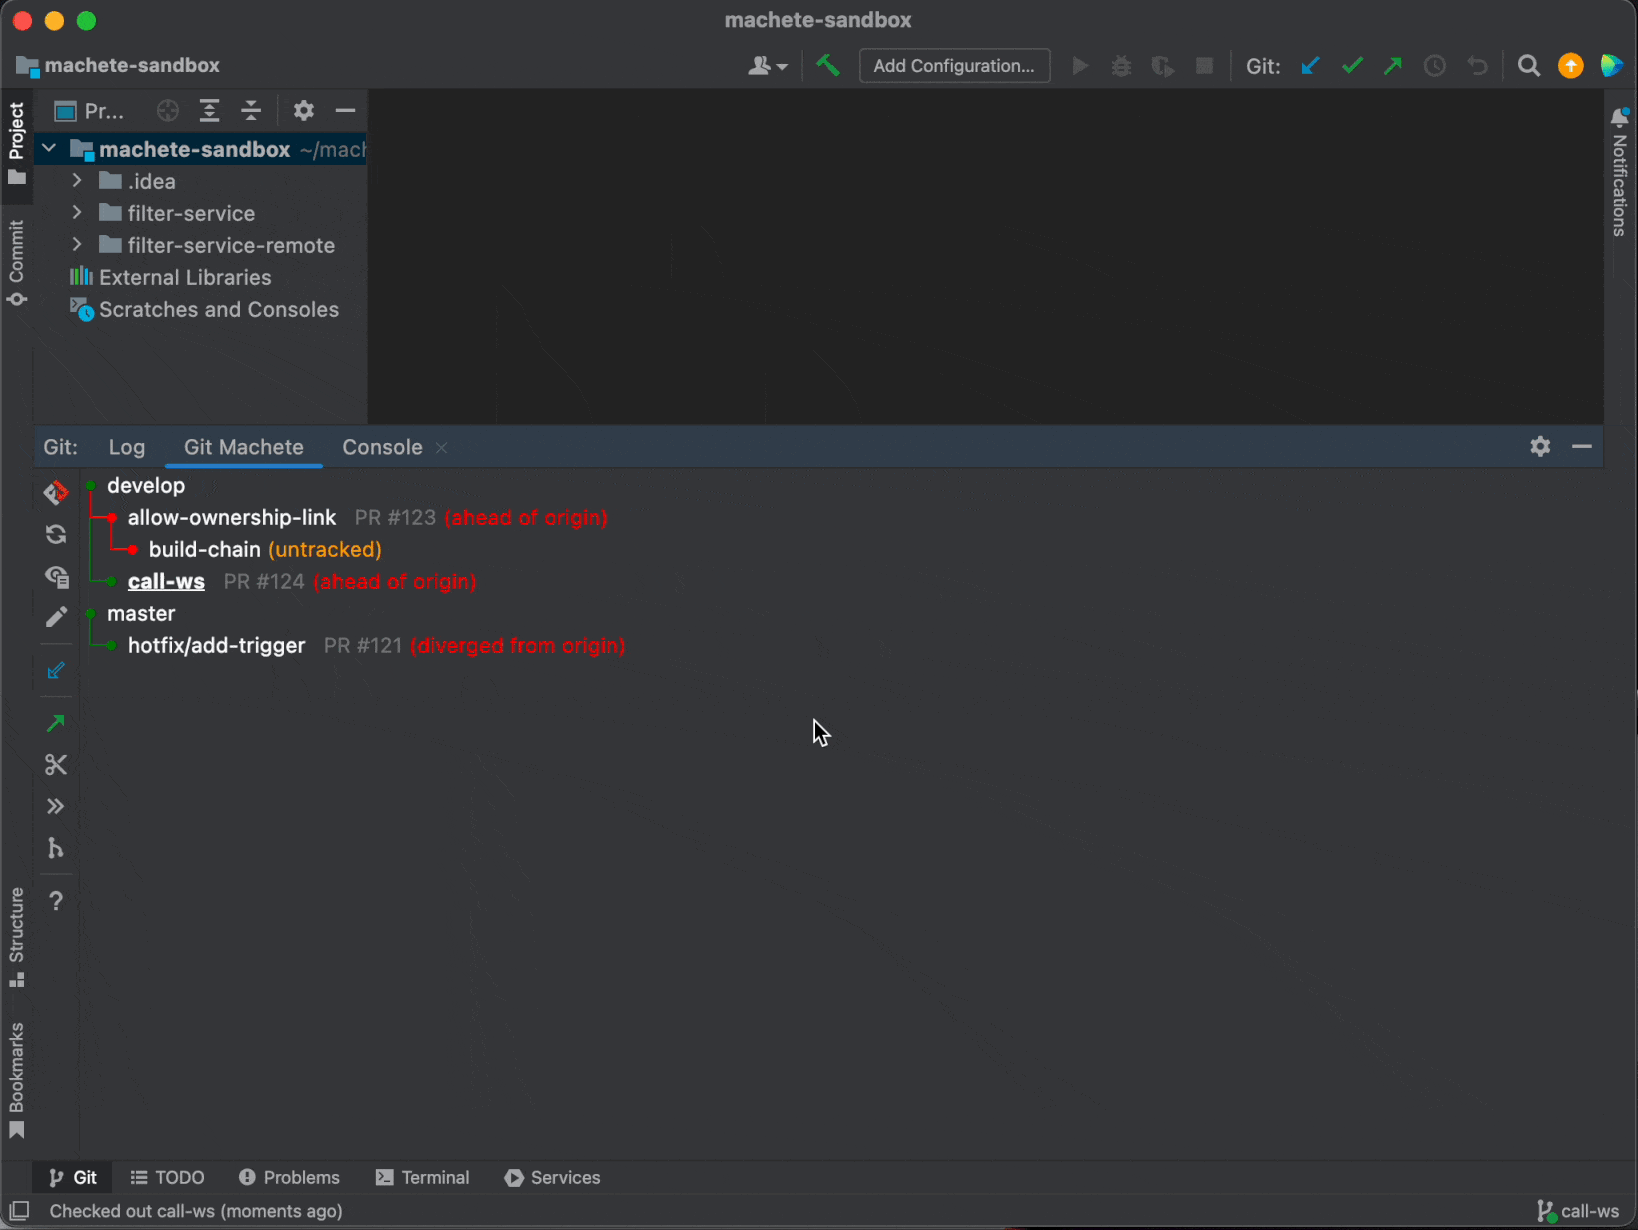 machete-sandbox
machete-sandbox
Add Configuration...
Git:
Project
Pr...
machete-sandbox ~/mach
.idea
filter-service
filter-service-remote
External Libraries
Scratches and Consoles
Commit
Notifications
Git: Log Git Machete Console
develop
allow-ownership-link PR #123 (ahead of origin)
build-chain (untracked)
call-ws PR #124 (ahead of origin)
master
hotfix/add-trigger PR #121 (diverged from origin)
Structure
Bookmarks
Git TODO Problems Terminal Services
Checked out call-ws (moments ago)
call-ws